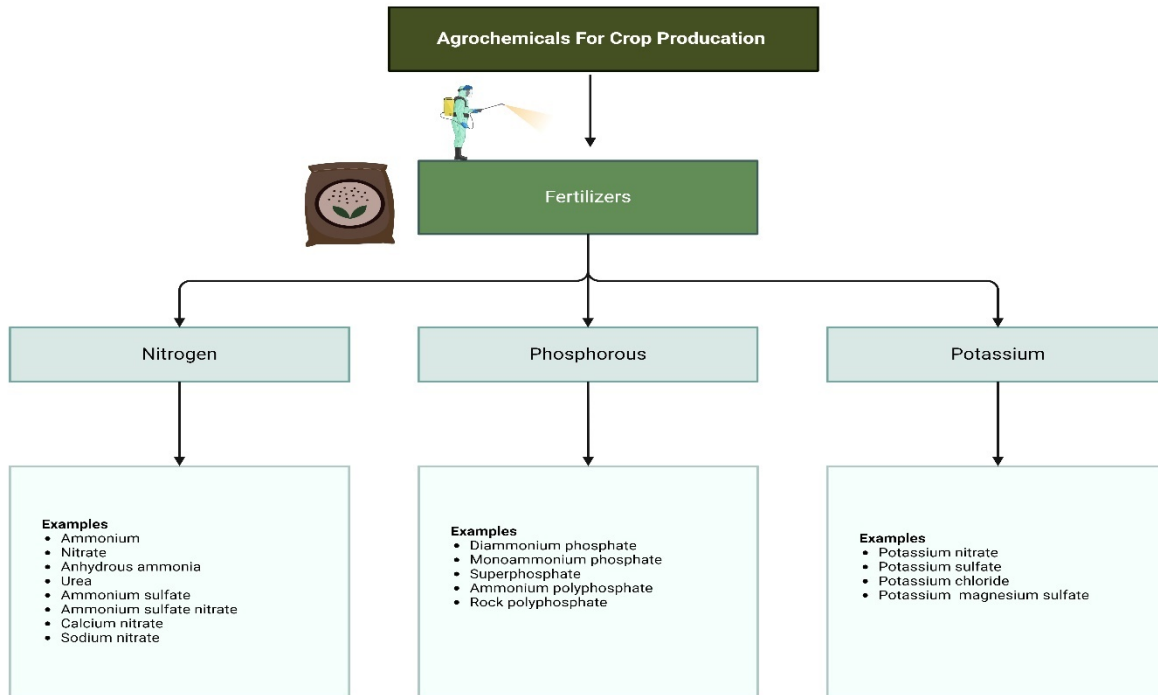 Agrochemicals For Crop Producation
Fertilizers
Nitrogen
Phosphorous
Potassium
Examples
• Ammonium
• Nitrate
• Anhydrous ammonia
• Urea
• Ammonium sulfate
• Ammonium sulfate nitrate
• Calcium nitrate
• Sodium nitrate
Examples
• Diammonium phosphate
• Monoammonium phosphate
• Superphosphate
• Ammonium polyphosphate
• Rock polyphosphate
Examples
• Potassium nitrate
• Potassium sulfate
• Potassium chloride
• Potassium  magnesium sulfate